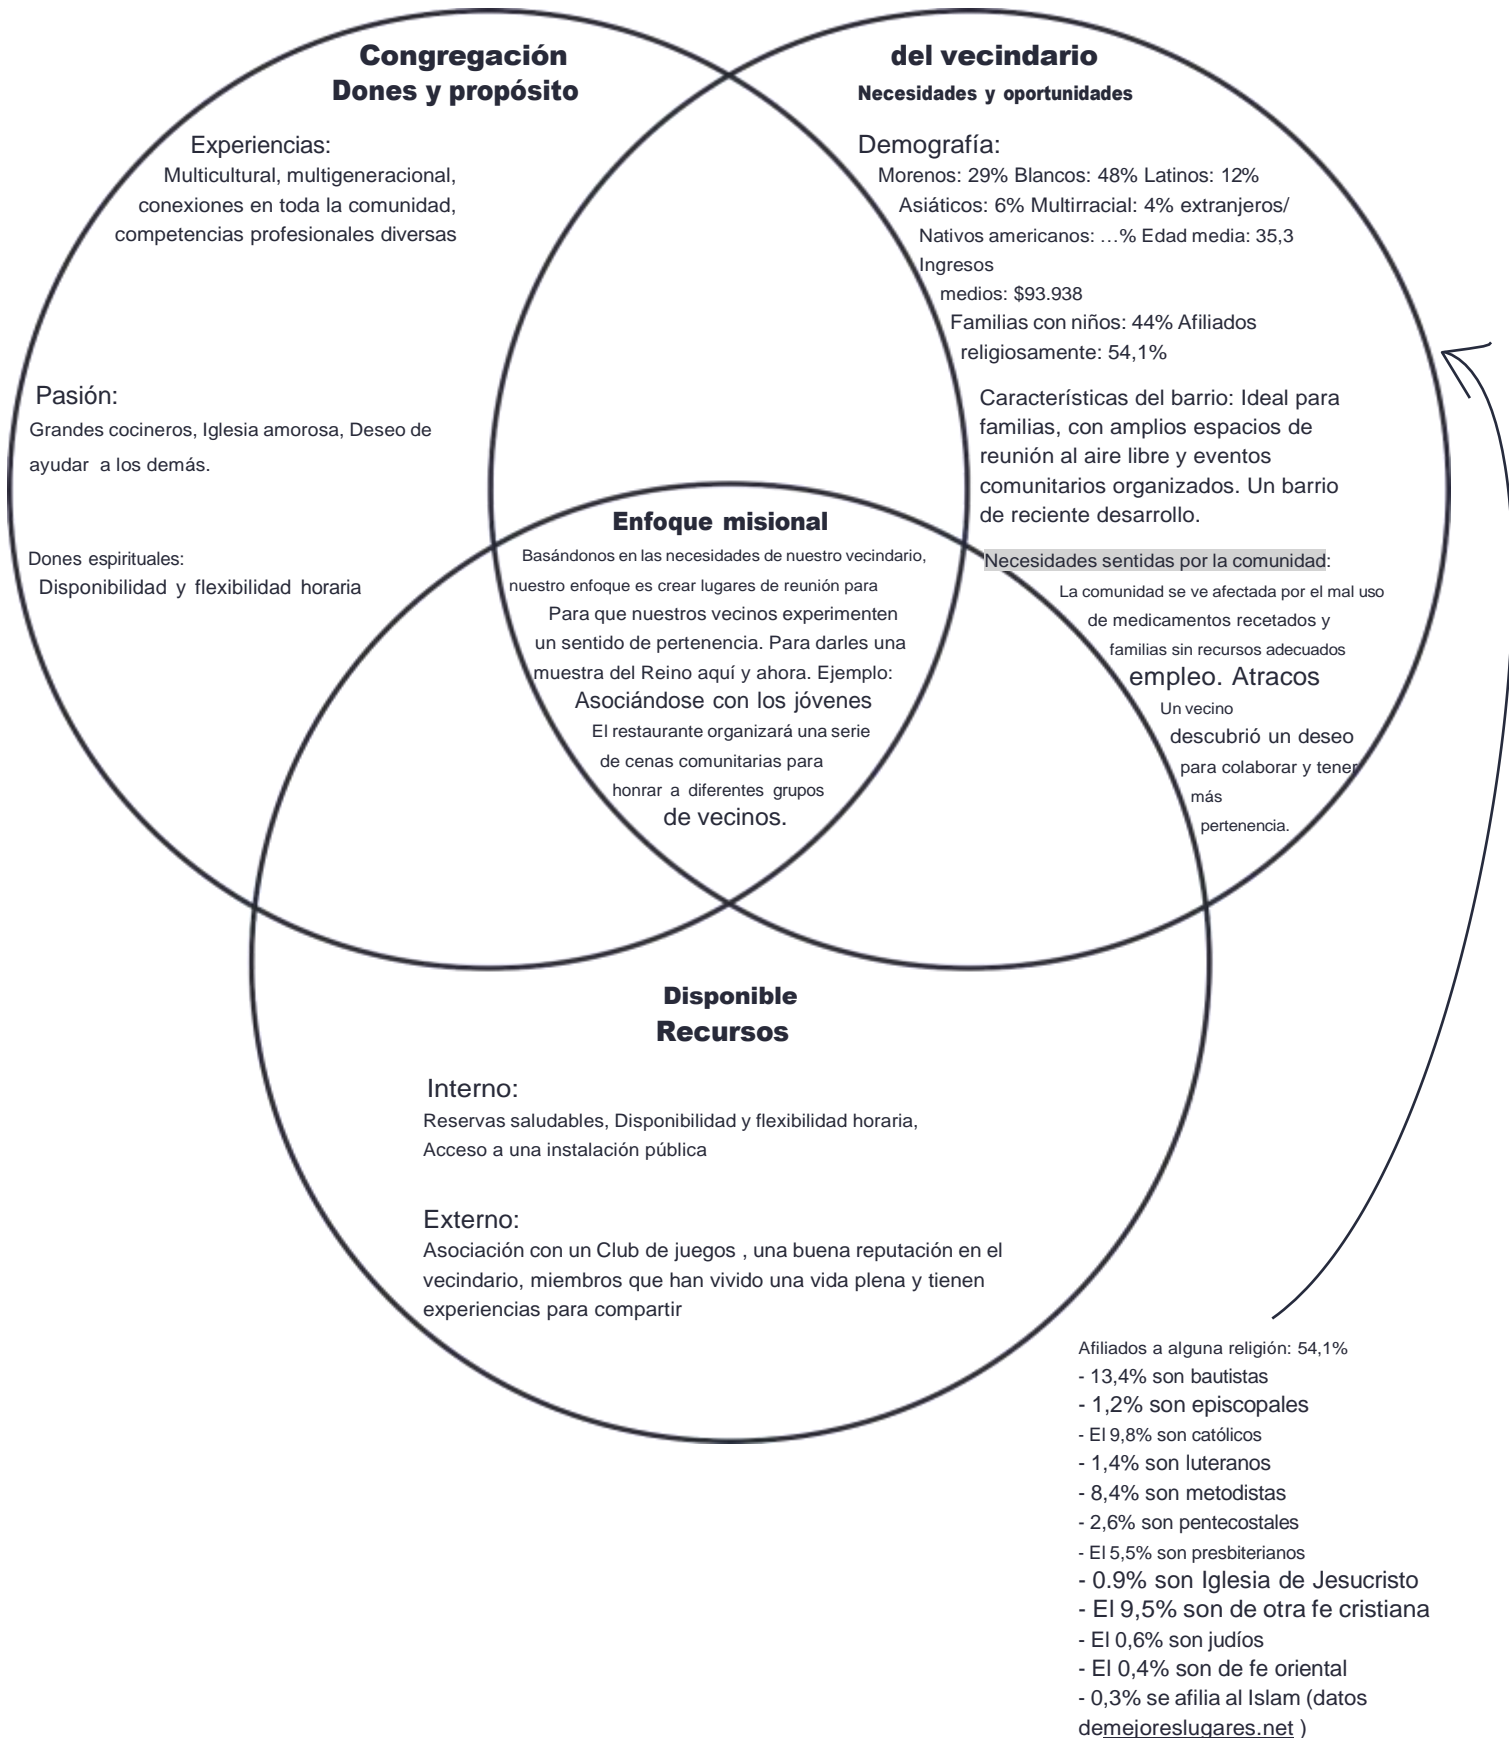 Congregación
Dones y propósito
Experiencias:
Multicultural, multigeneracional,
conexiones en toda la comunidad,
competencias profesionales diversas
Pasión:
Grandes cocineros, Iglesia amorosa, Deseo de
ayudar a los demás.
Dones espirituales:
Disponibilidad y flexibilidad horaria
del vecindario
Necesidades y oportunidades
Demografía:
Morenos: 29% Blancos: 48% Latinos: 12%
Asiáticos: 6% Multirracial: 4% extranjeros/
Nativos americanos: …% Edad media: 35,3
Ingresos
medios: $93.938
Familias con niños: 44% Afiliados
religiosamente: 54,1%
Características del barrio: Ideal para
familias, con amplios espacios de
reunión al aire libre y eventos
comunitarios organizados. Un barrio
de reciente desarrollo.
Necesidades sentidas por la comunidad:
La comunidad se ve afectada por el mal uso
de medicamentos recetados y
familias sin recursos adecuados
empleo. Atracos
Un vecino
descubrió un deseo
para colaborar y tener
más
pertenencia.
Enfoque misional
Basándonos en las necesidades de nuestro vecindario,
nuestro enfoque es crear lugares de reunión para
Para que nuestros vecinos experimenten
un sentido de pertenencia. Para darles una
muestra del Reino aquí y ahora. Ejemplo:
Asociándose con los jóvenes
El restaurante organizará una serie
de cenas comunitarias para
honrar a diferentes grupos
de vecinos.
Disponible
Recursos
Interno:
Reservas saludables, Disponibilidad y flexibilidad horaria,
Acceso a una instalación pública
Externo:
Asociación con un Club de juegos , una buena reputación en el
vecindario, miembros que han vivido una vida plena y tienen
experiencias para compartir
Afiliados a alguna religión: 54,1%
- 13,4% son bautistas
- 1,2% son episcopales
- El 9,8% son católicos
- 1,4% son luteranos
- 8,4% son metodistas
- 2,6% son pentecostales
- El 5,5% son presbiterianos
- 0.9% son Iglesia de Jesucristo
- El 9,5% son de otra fe cristiana
- El 0,6% son judíos
- El 0,4% son de fe oriental
- 0,3% se afilia al Islam (datos
demejoreslugares.net )